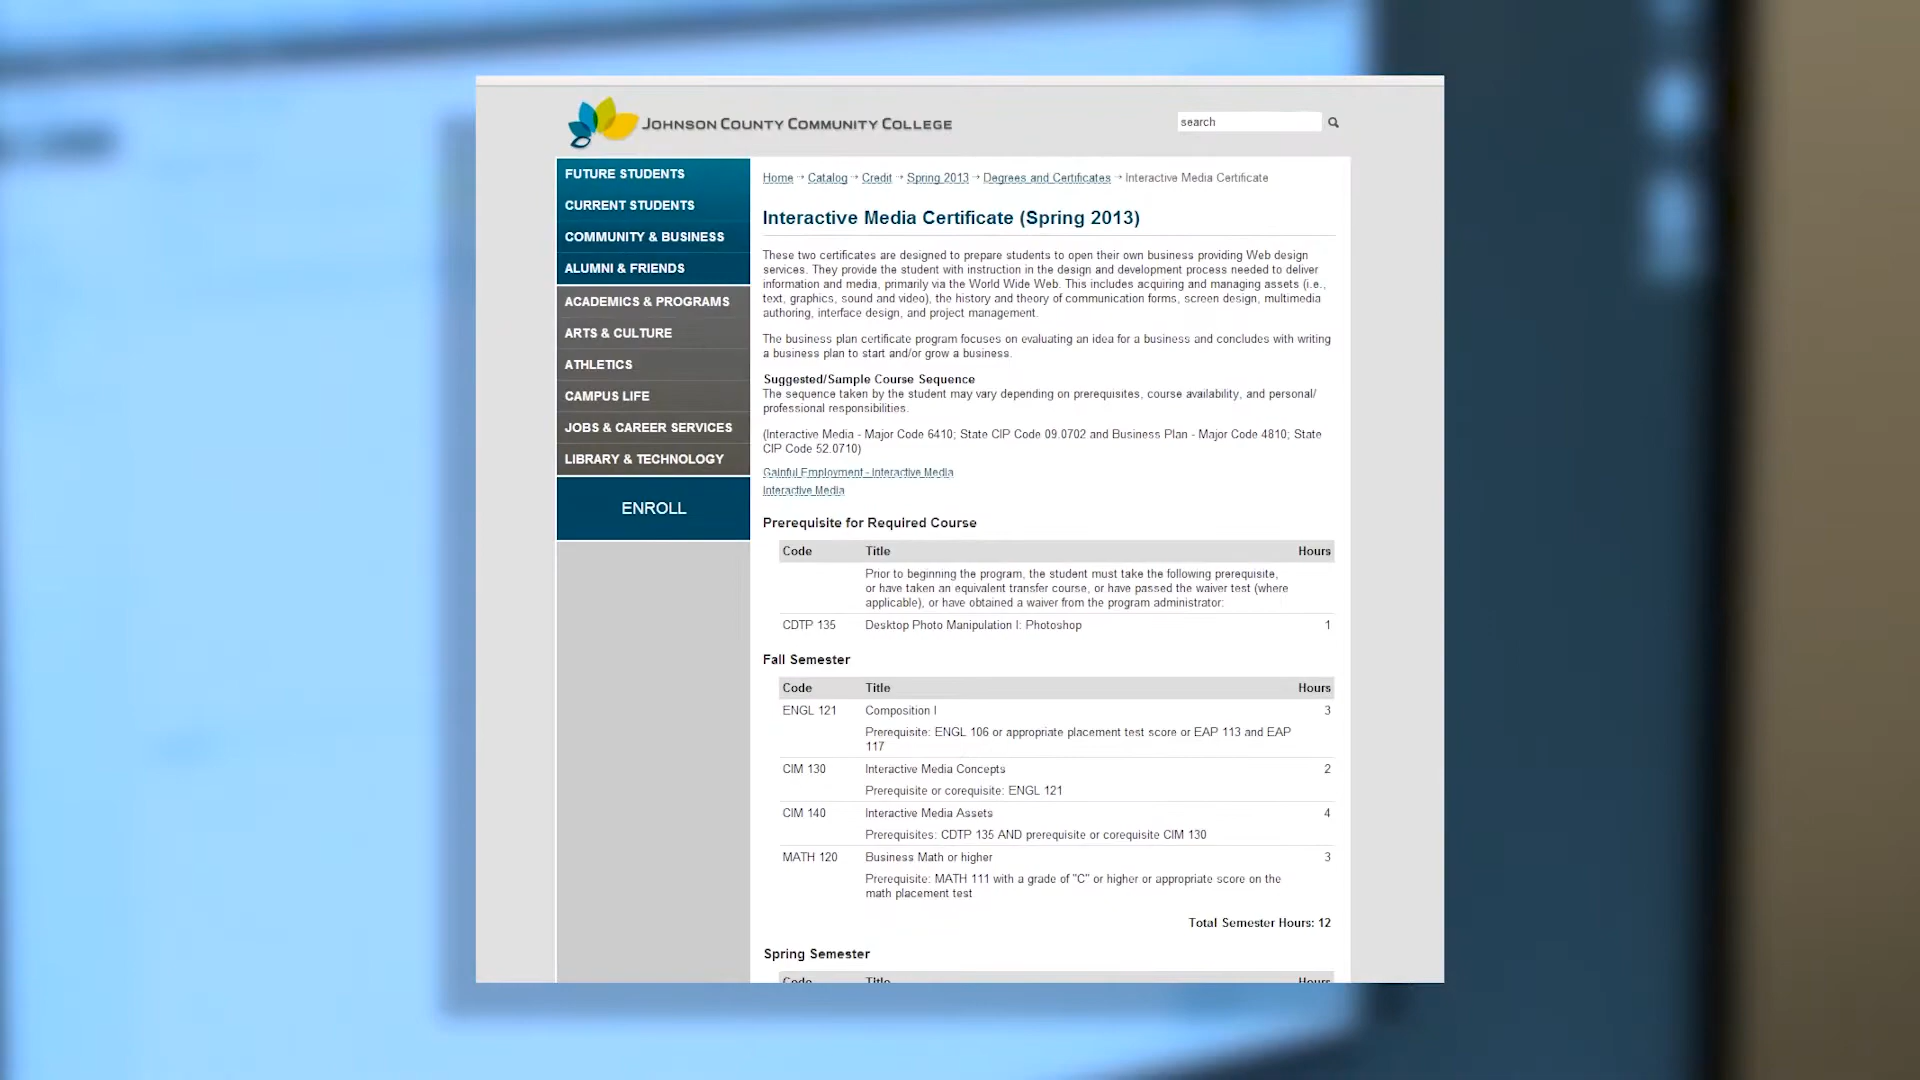 JOHNSON COUNTY COMMUNITY COLLEGE
search
FUTURE STUDENTS
CURRENT STUDENTS
COMMUNITY & BUSINESS
ALUMNI & FRIENDS
ACADEMICS & PROGRAMS
ARTS & CULTURE
ATHLETICS
CAMPUS LIFE
JOBS & CAREER SERVICES
LIBRARY & TECHNOLOGY
ENROLL
Home → Catalog → Credit → Spring 2013 → Degrees and Certificates → Interactive Media Certificate
Interactive Media Certificate (Spring 2013)
These two certificates are designed to prepare students to open their own business providing Web design
services. They provide the student with instruction in the design and development process needed to deliver
information and media, primarily via the World Wide Web. This includes acquiring and managing assets (i.e.,
text, graphics, sound and video), the history and theory of communication forms, screen design, multimedia
authoring, interface design, and project management.
The business plan certificate program focuses on evaluating an idea for a business and concludes with writing
a business plan to start and/or grow a business.
Suggested/Sample Course Sequence
The sequence taken by the student may vary depending on prerequisites, course availability, and personal/
professional responsibilities.
(Interactive Media - Major Code 6410; State CIP Code 09.0702 and Business Plan - Major Code 4810; State
CIP Code 52.0710)
Gainful Employment - Interactive Media
Interactive Media
Prerequisite for Required Course
Code Title Hours
Prior to beginning the program, the student must take the following prerequisite,
or have taken an equivalent transfer course, or have passed the waiver test (where
applicable), or have obtained a waiver from the program administrator:
CDTP 135 Desktop Photo Manipulation I: Photoshop 1
Fall Semester
Code Title Hours
ENGL 121 Composition I 3
Prerequisite: ENGL 106 or appropriate placement test score or EAP 113 and EAP
117
CIM 130 Interactive Media Concepts 2
Prerequisite or corequisite: ENGL 121
CIM 140 Interactive Media Assets 4
Prerequisites: CDTP 135 AND prerequisite or corequisite CIM 130
MATH 120 Business Math or higher 3
Prerequisite: MATH 111 with a grade of "C" or higher or appropriate score on the
math placement test
Total Semester Hours: 12
Spring Semester
Code Title Hours